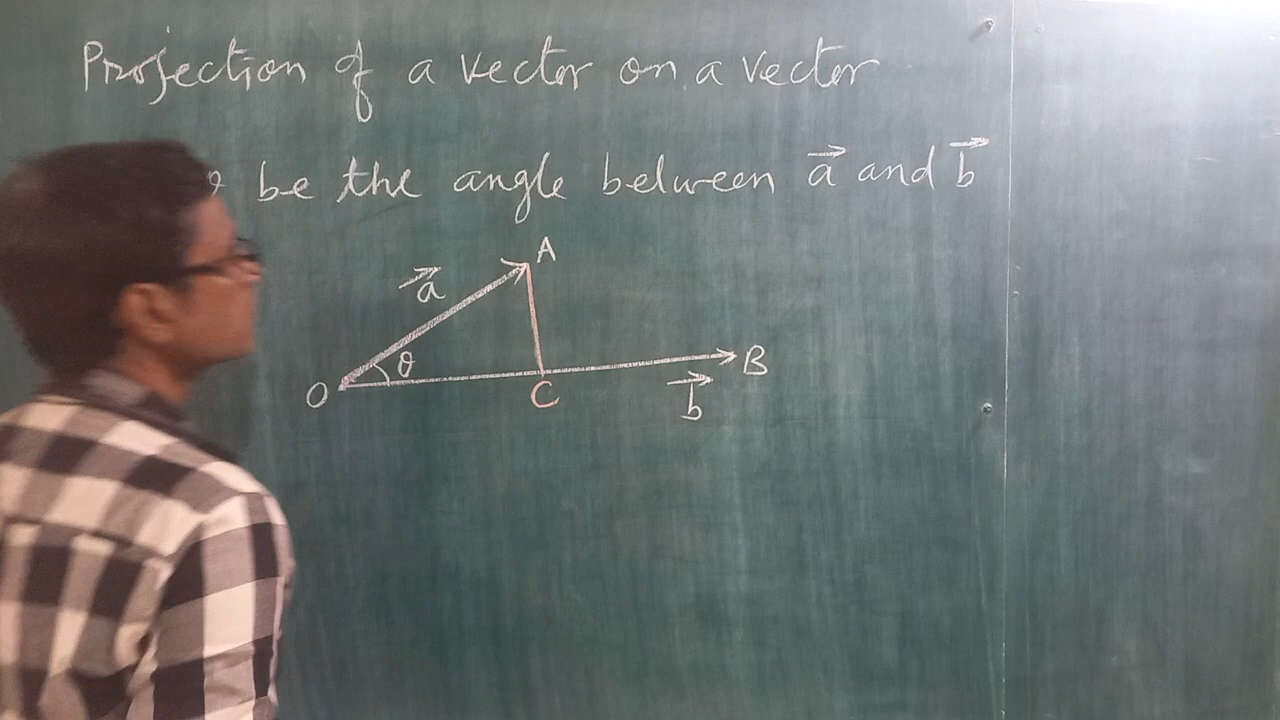 Projection of a vector on a vector
be the angle between a⃗ and b⃗
A
a⃗
θ
B
O
C
b⃗